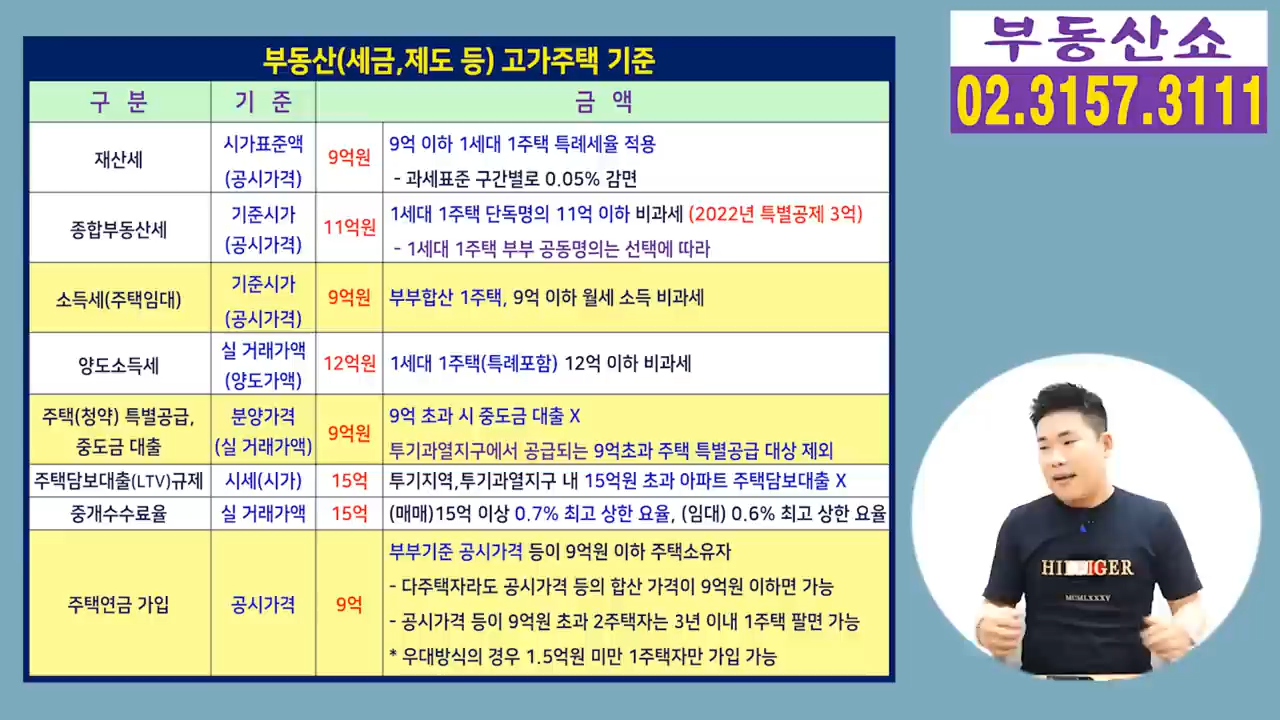 부동산쇼
02.3157.3111
부동산(세금,제도 등) 고가주택 기준
구 분 기 준 금 액
재산세 시가표준액 (공시가격) 9억원 9억 이하 1세대 1주택 특례세율 적용
- 과세표준 구간별로 0.05% 감면
종합부동산세 기준시가 (공시가격) 11억원 1세대 1주택 단독명의 11억 이하 비과세 (2022년 특별공제 3억)
- 1세대 1주택 부부 공동명의는 선택에 따라
소득세(주택임대) 기준시가 (공시가격) 9억원 부부합산 1주택, 9억 이하 월세 소득 비과세
양도소득세 실 거래가액 (양도가액) 12억원 1세대 1주택(특례포함) 12억 이하 비과세
주택(청약) 특별공급, 중도금 대출 분양가격 (실 거래가액) 9억원 9억 초과 시 중도금 대출 X
투기과열지구에서 공급되는 9억초과 주택 특별공급 대상 제외
주택담보대출(LTV)규제 시세(시가) 15억 투기지역,투기과열지구 내 15억원 초과 아파트 주택담보대출 X
중개수수료율 실 거래가액 15억 (매매)15억 이상 0.7% 최고 상한 요율, (임대) 0.6% 최고 상한 요율
주택연금 가입 공시가격 9억 부부기준 공시가격 등이 9억원 이하 주택소유자
- 다주택자라도 공시가격 등의 합산 가격이 9억원 이하면 가능
- 공시가격 등이 9억원 초과 2주택자는 3년 이내 1주택 팔면 가능
* 우대방식의 경우 1.5억원 미만 1주택자만 가입 가능
MCMLXXXV